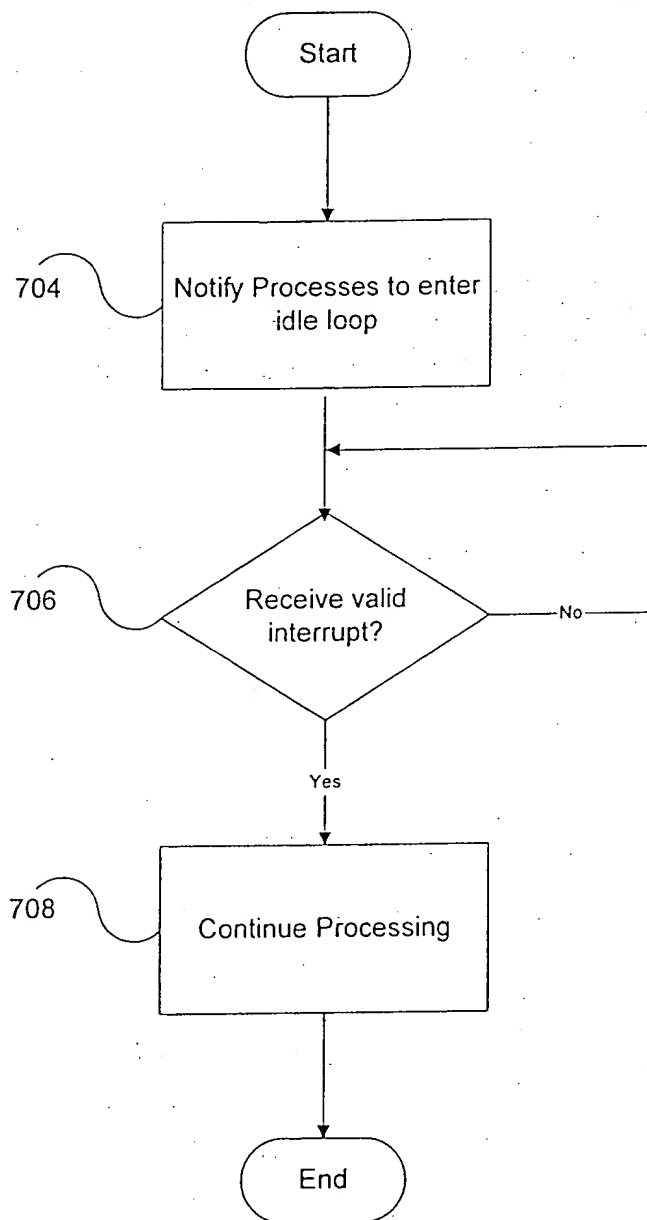 Start
704
Notify Processes to enter
idle loop
706
Receive valid
interrupt?
No
Yes
708
Continue Processing
End